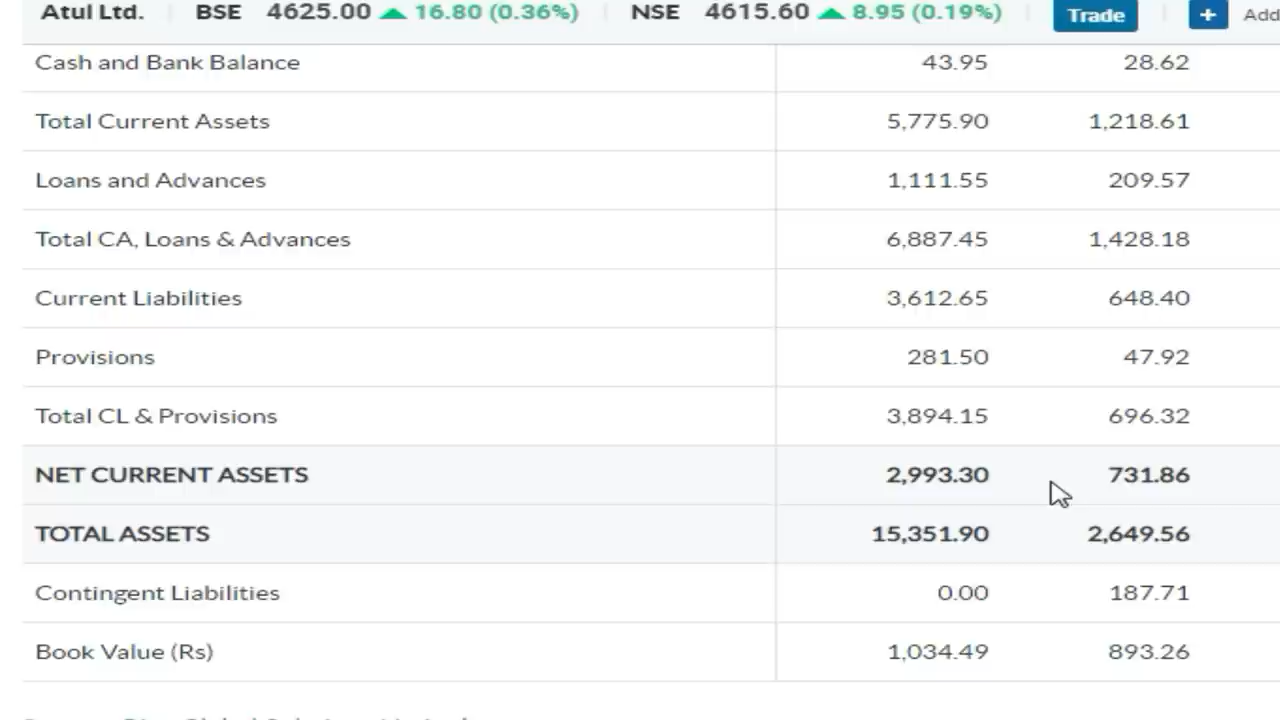 Atul Ltd. BSE 4625.00 16.80 (0.36%) NSE 4615.60 8.95 (0.19%) Trade + Add
Cash and Bank Balance 43.95 28.62
Total Current Assets 5,775.90 1,218.61
Loans and Advances 1,111.55 209.57
Total CA, Loans & Advances 6,887.45 1,428.18
Current Liabilities 3,612.65 648.40
Provisions 281.50 47.92
Total CL & Provisions 3,894.15 696.32
NET CURRENT ASSETS 2,993.30 731.86
TOTAL ASSETS 15,351.90 2,649.56
Contingent Liabilities 0.00 187.71
Book Value (Rs) 1,034.49 893.26